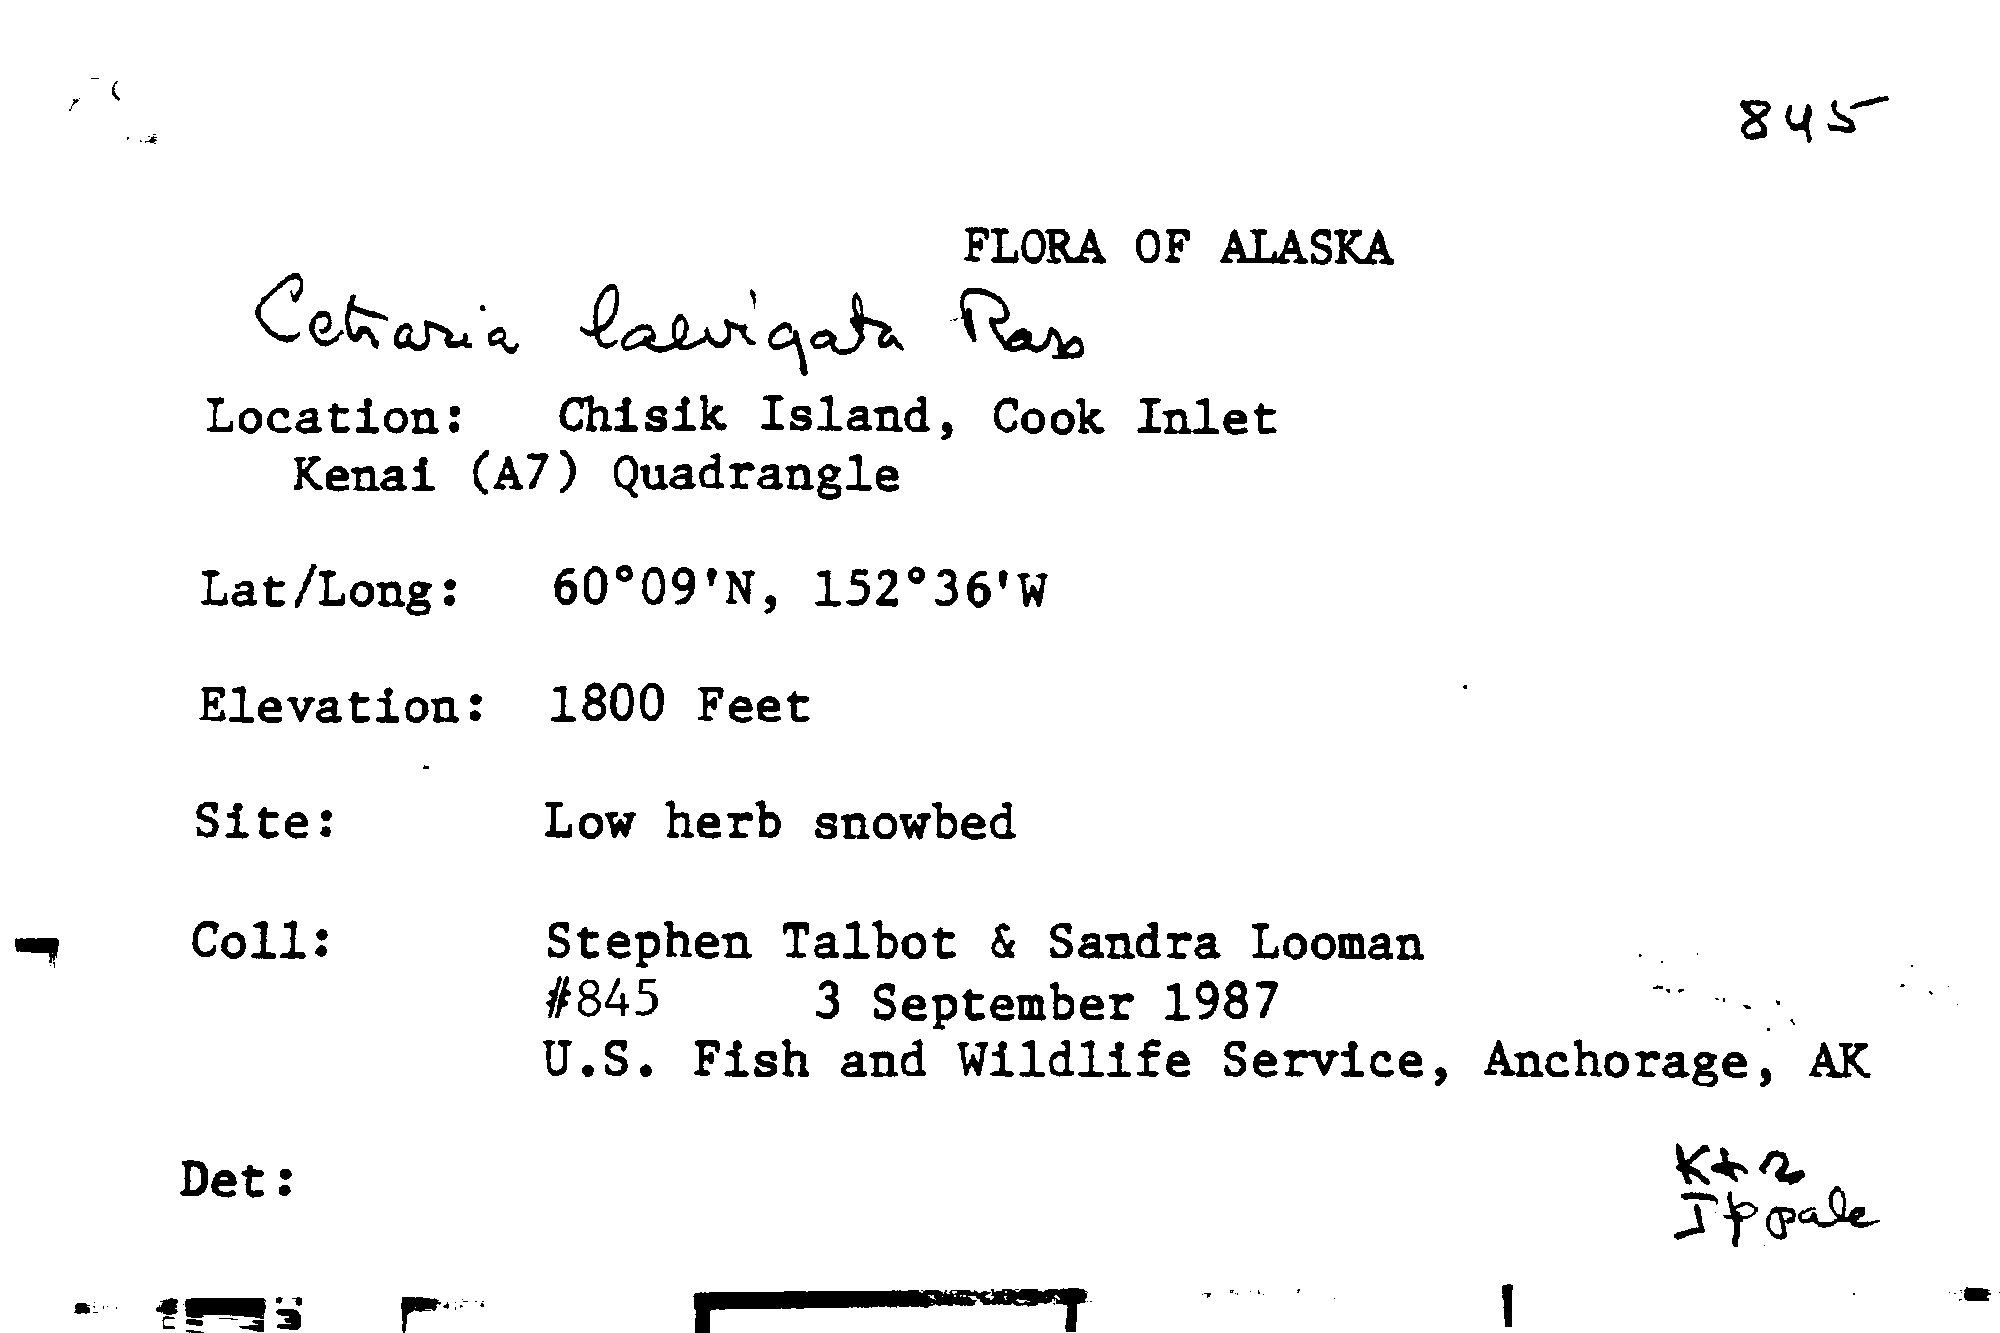 845
FLORA OF ALASKA
Cetraria laevigata Rass
Location: Chisik Island, Cook Inlet
Kenai (A7) Quadrangle
Lat/Long: 60°09'N, 152°36'W
Elevation: 1800 Feet
Site: Low herb snowbed
Coll: Stephen Talbot & Sandra Looman
#845 3 September 1987
U.S. Fish and Wildlife Service, Anchorage, AK
Det:
pale